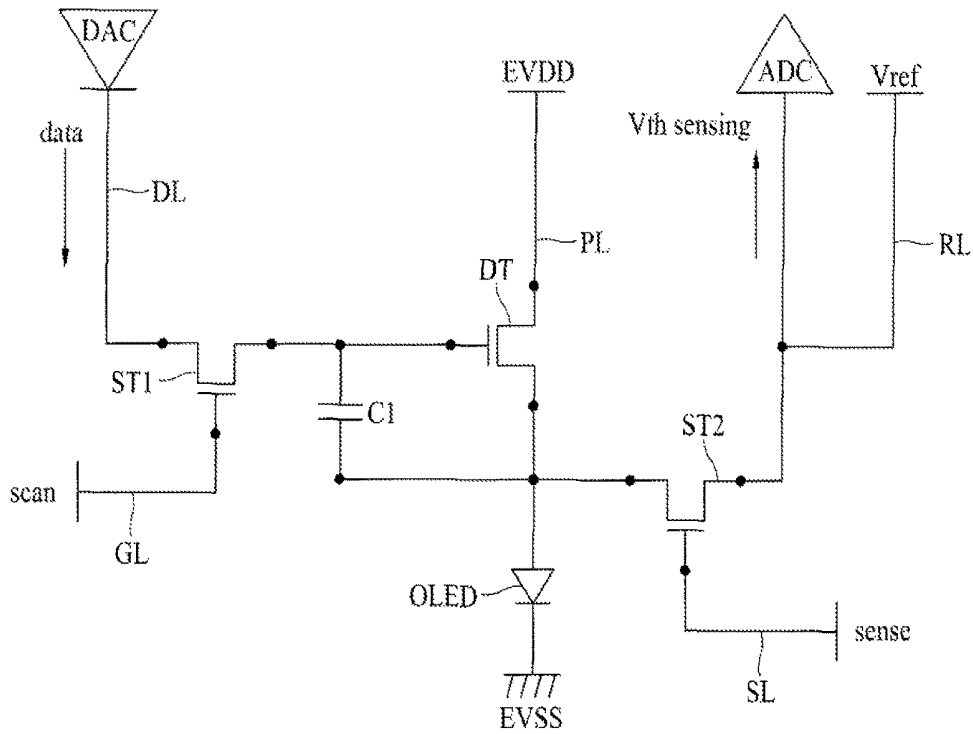 DAC
EVDD
ADC
Vref
data
Vth sensing
DL
PL
RL
DT
ST1
C1
ST2
scan
GL
OLED
sense
SL
EVSS